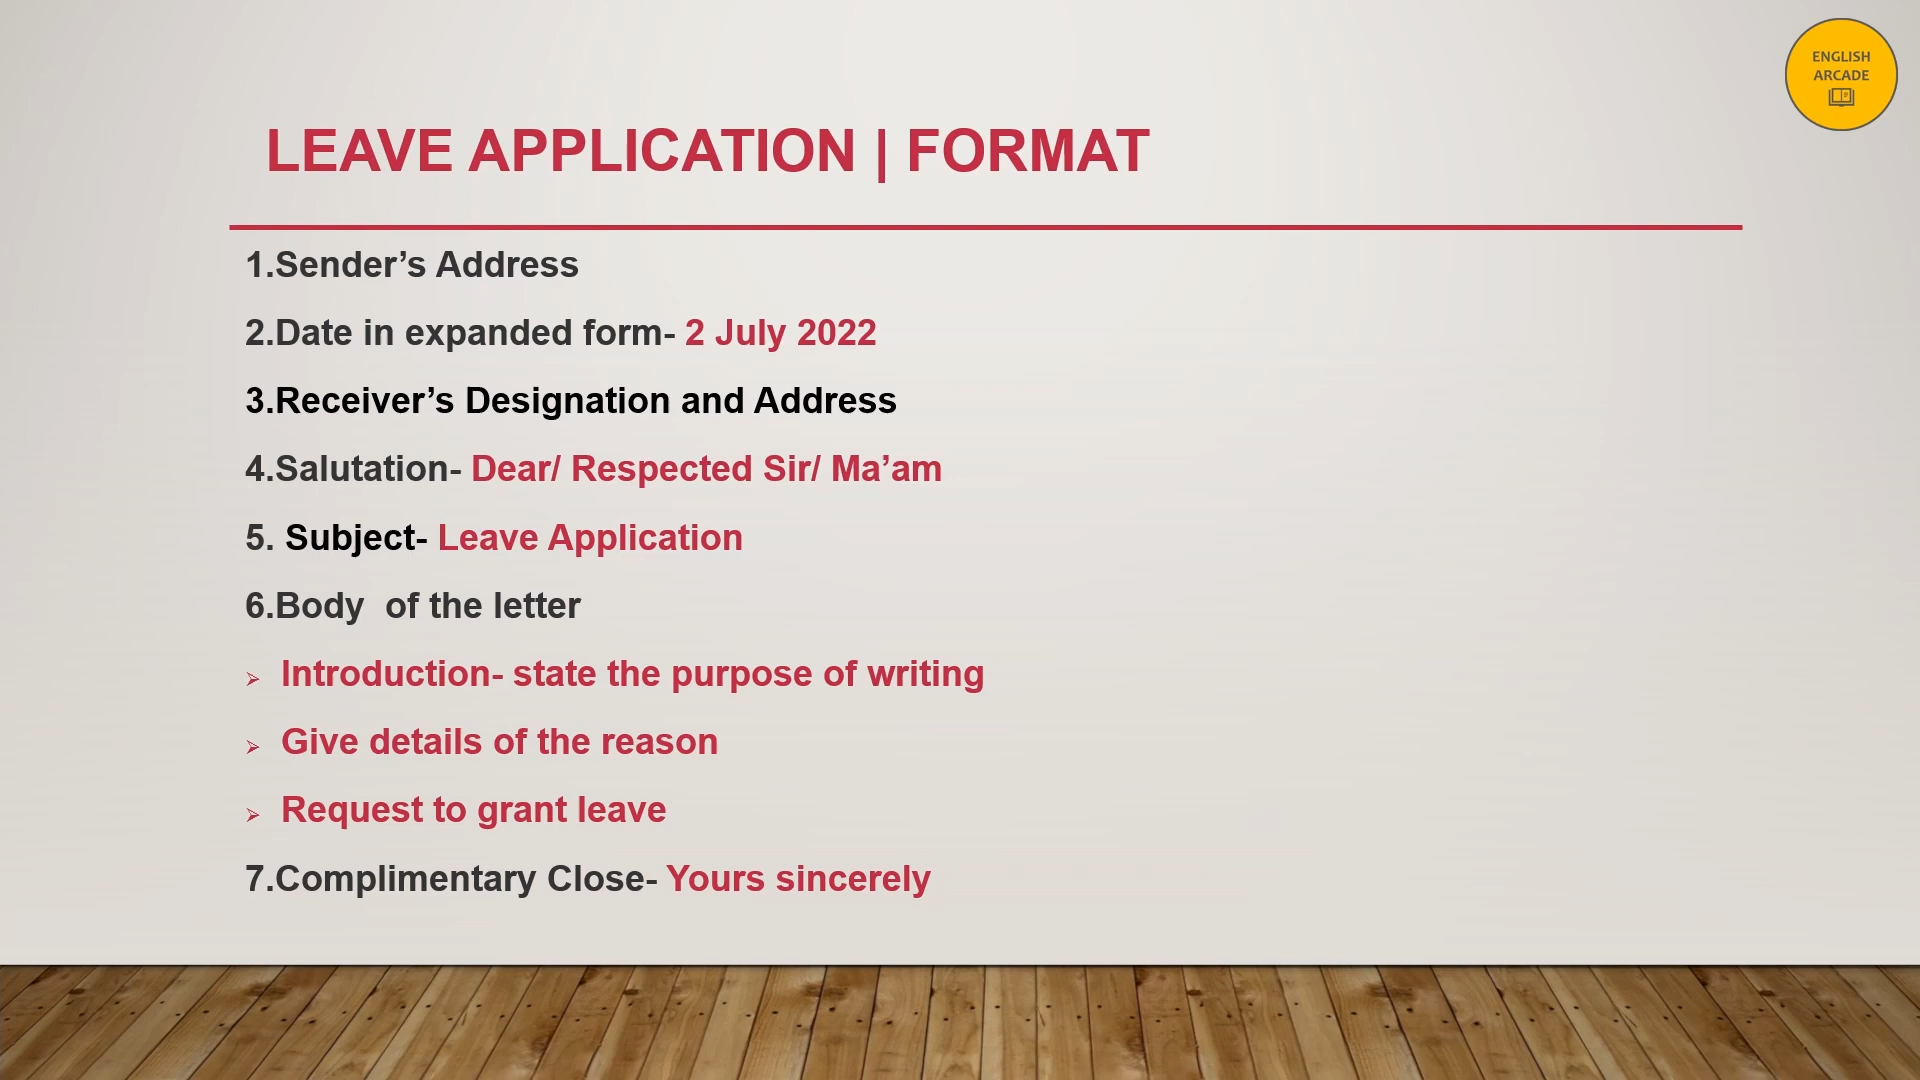 ENGLISH
ARCADE
LEAVE APPLICATION | FORMAT
1.Sender’s Address
2.Date in expanded form- 2 July 2022
3.Receiver’s Designation and Address
4.Salutation- Dear/ Respected Sir/ Ma’am
5. Subject- Leave Application
6.Body  of the letter
➢ Introduction- state the purpose of writing
➢ Give details of the reason
➢ Request to grant leave
7.Complimentary Close- Yours sincerely